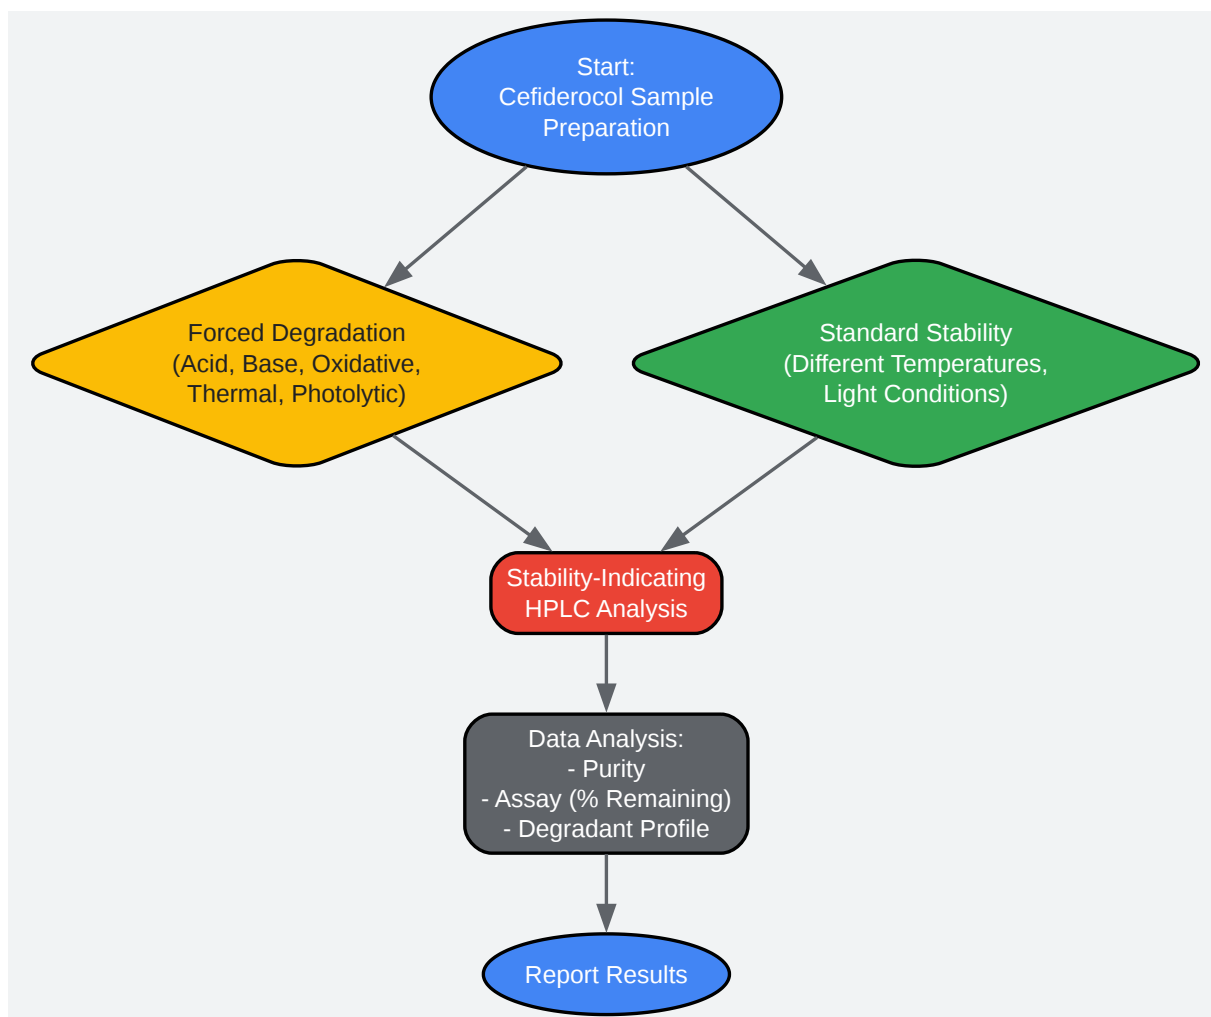 Start:
Cefiderocol Sample
Preparation
Forced Degradation
(Acid, Base, Oxidative,
Thermal, Photolytic)
Standard Stability
(Different Temperatures,
Light Conditions)
Stability-Indicating
HPLC Analysis
Data Analysis:
- Purity
- Assay (% Remaining)
- Degradant Profile
Report Results